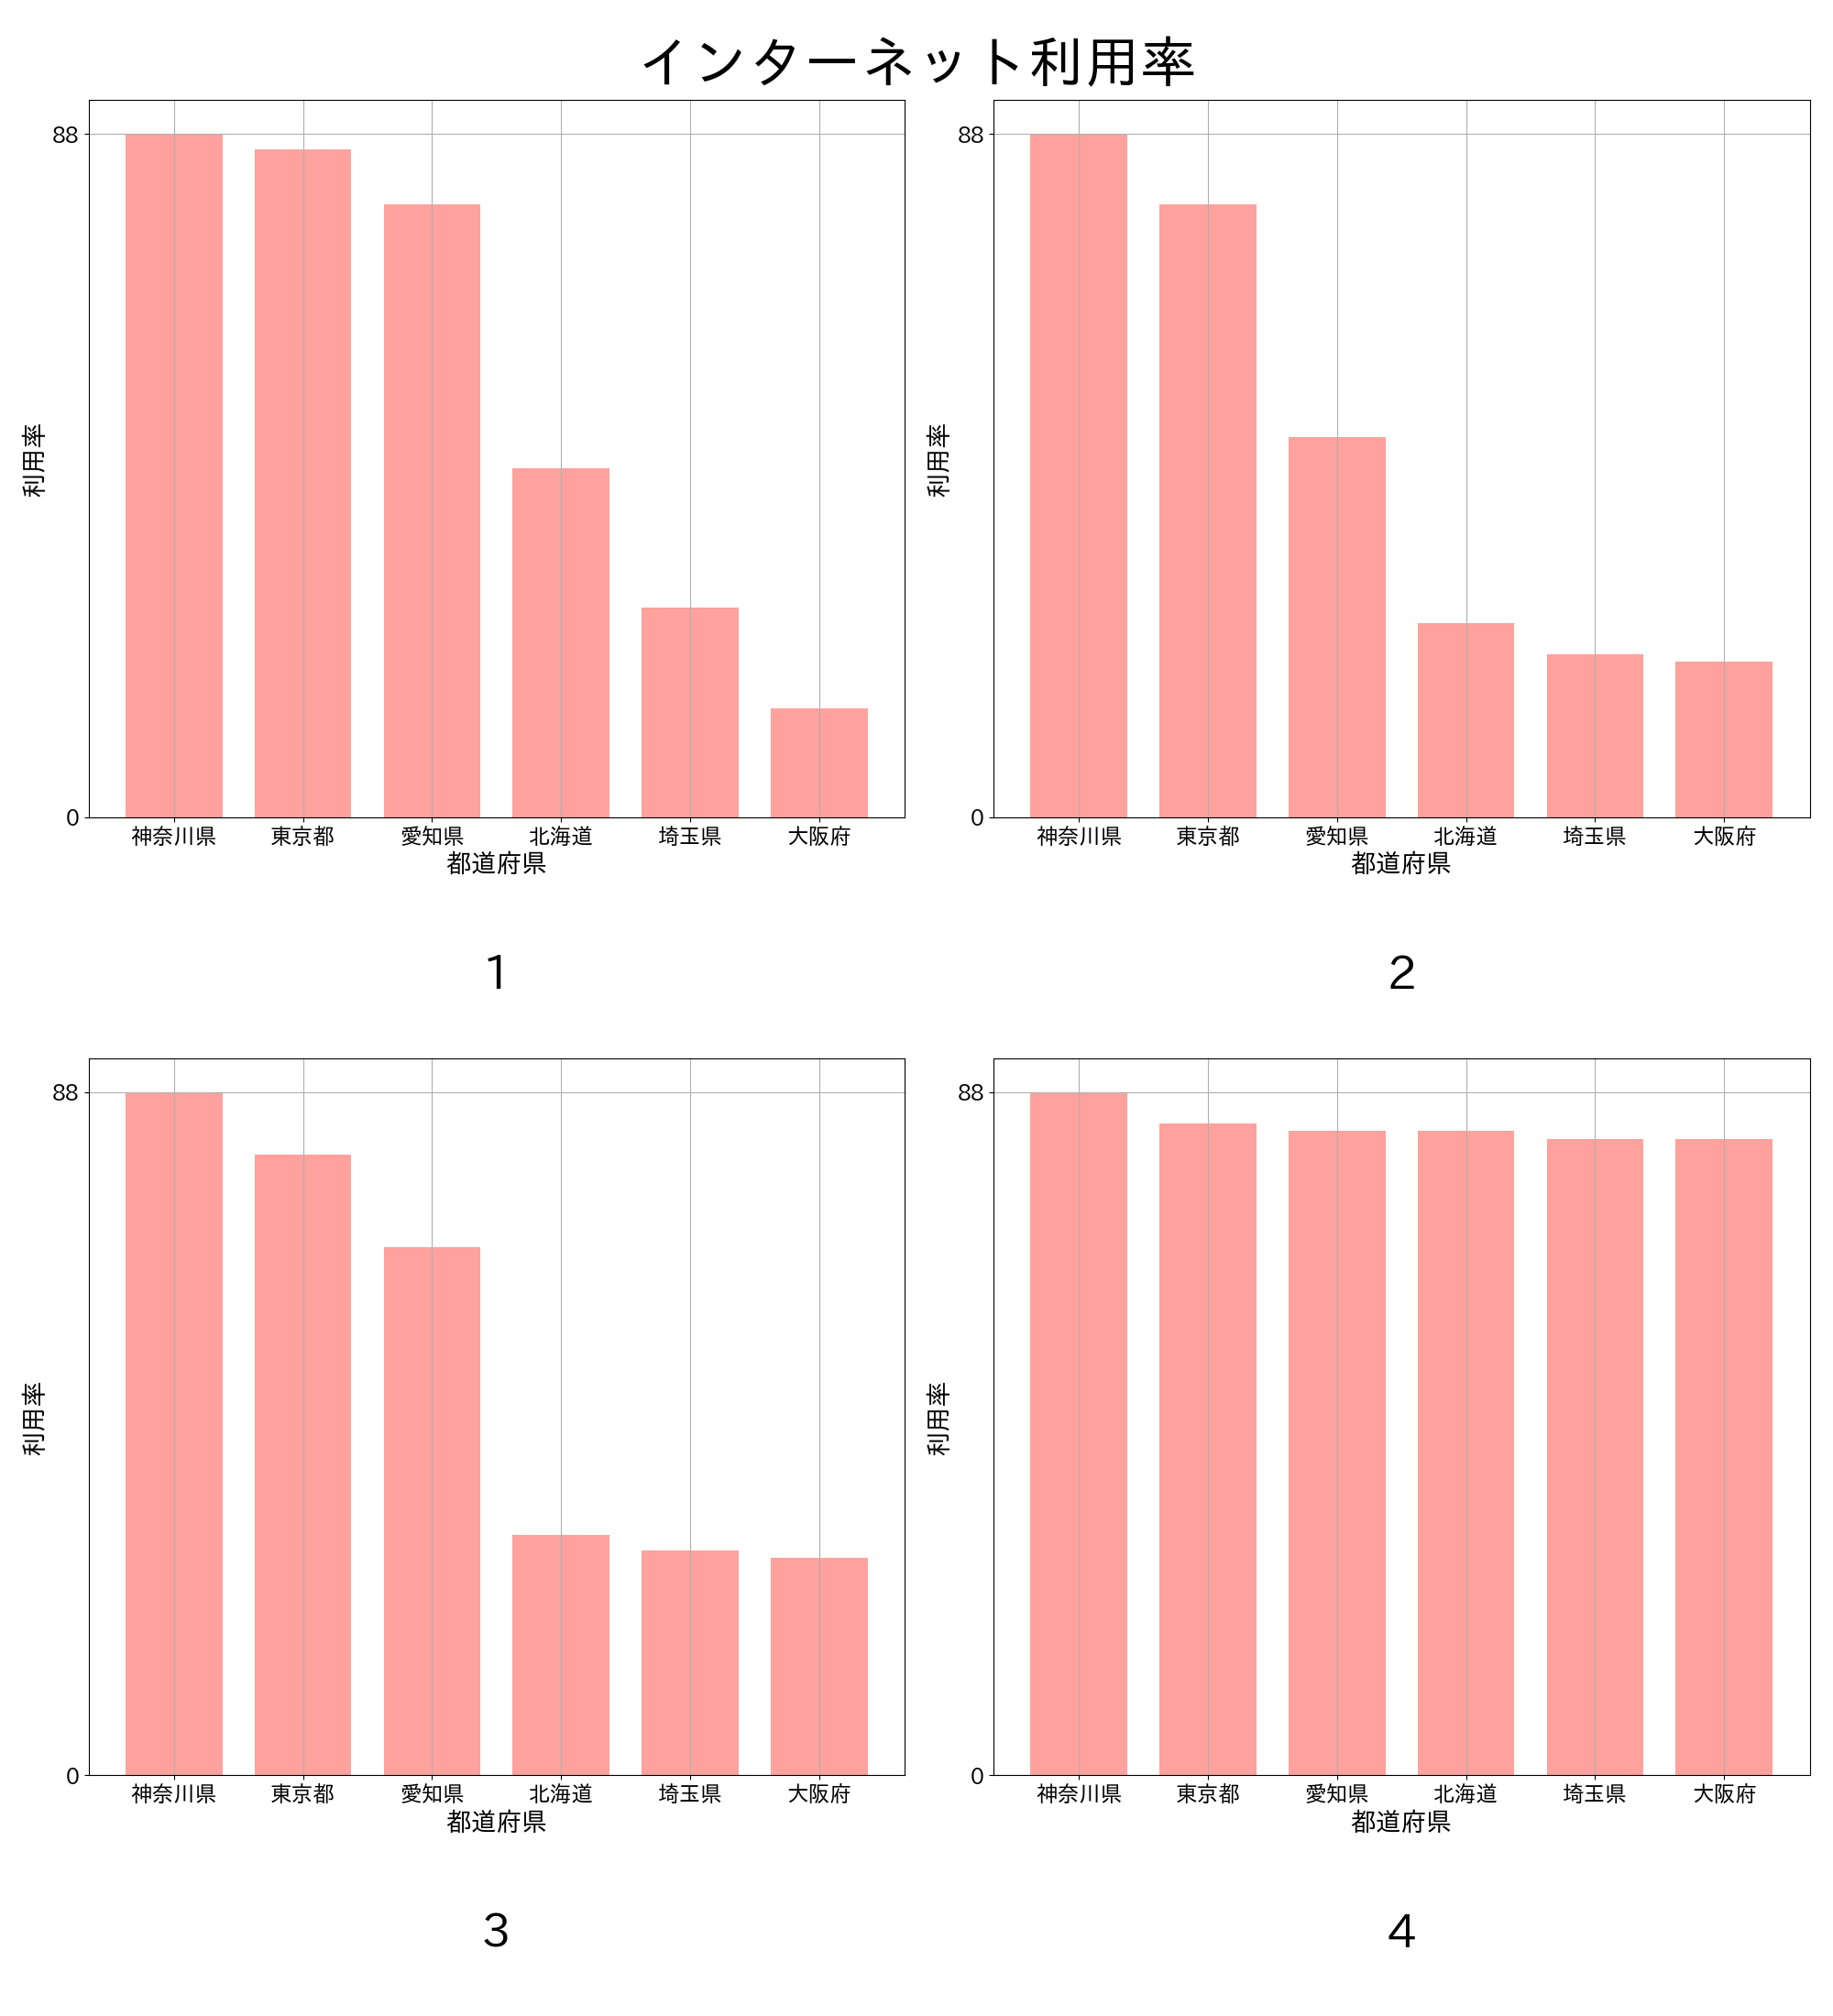 インターネット利用率
88
0
利用率
神奈川県 東京都 愛知県 北海道 埼玉県 大阪府
都道府県
1
88
0
利用率
神奈川県 東京都 愛知県 北海道 埼玉県 大阪府
都道府県
2
88
0
利用率
神奈川県 東京都 愛知県 北海道 埼玉県 大阪府
都道府県
3
88
0
利用率
神奈川県 東京都 愛知県 北海道 埼玉県 大阪府
都道府県
4